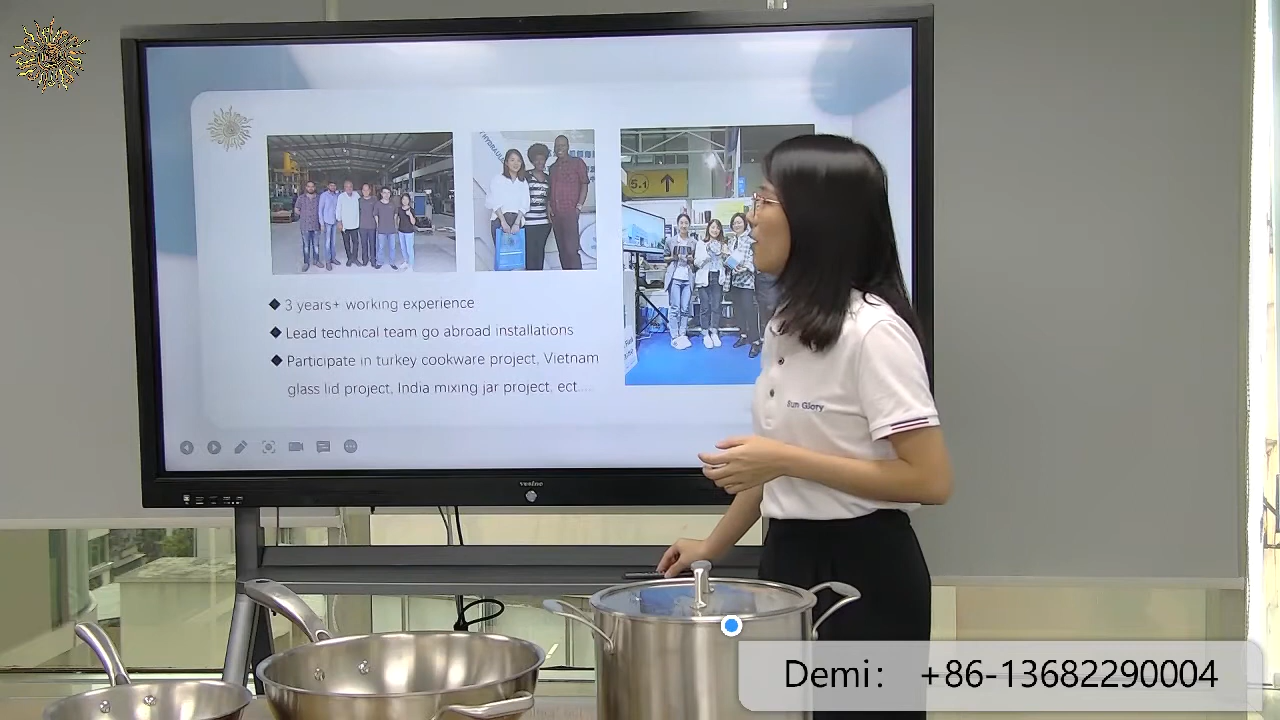 5.1
◆ 3 years+ working experience
◆ Lead technical team go abroad installations
◆ Participate in turkey cookware project, Vietnam
glass lid project, India mixing jar project, ect....
Sun Glory
Demi: +86-13682290004